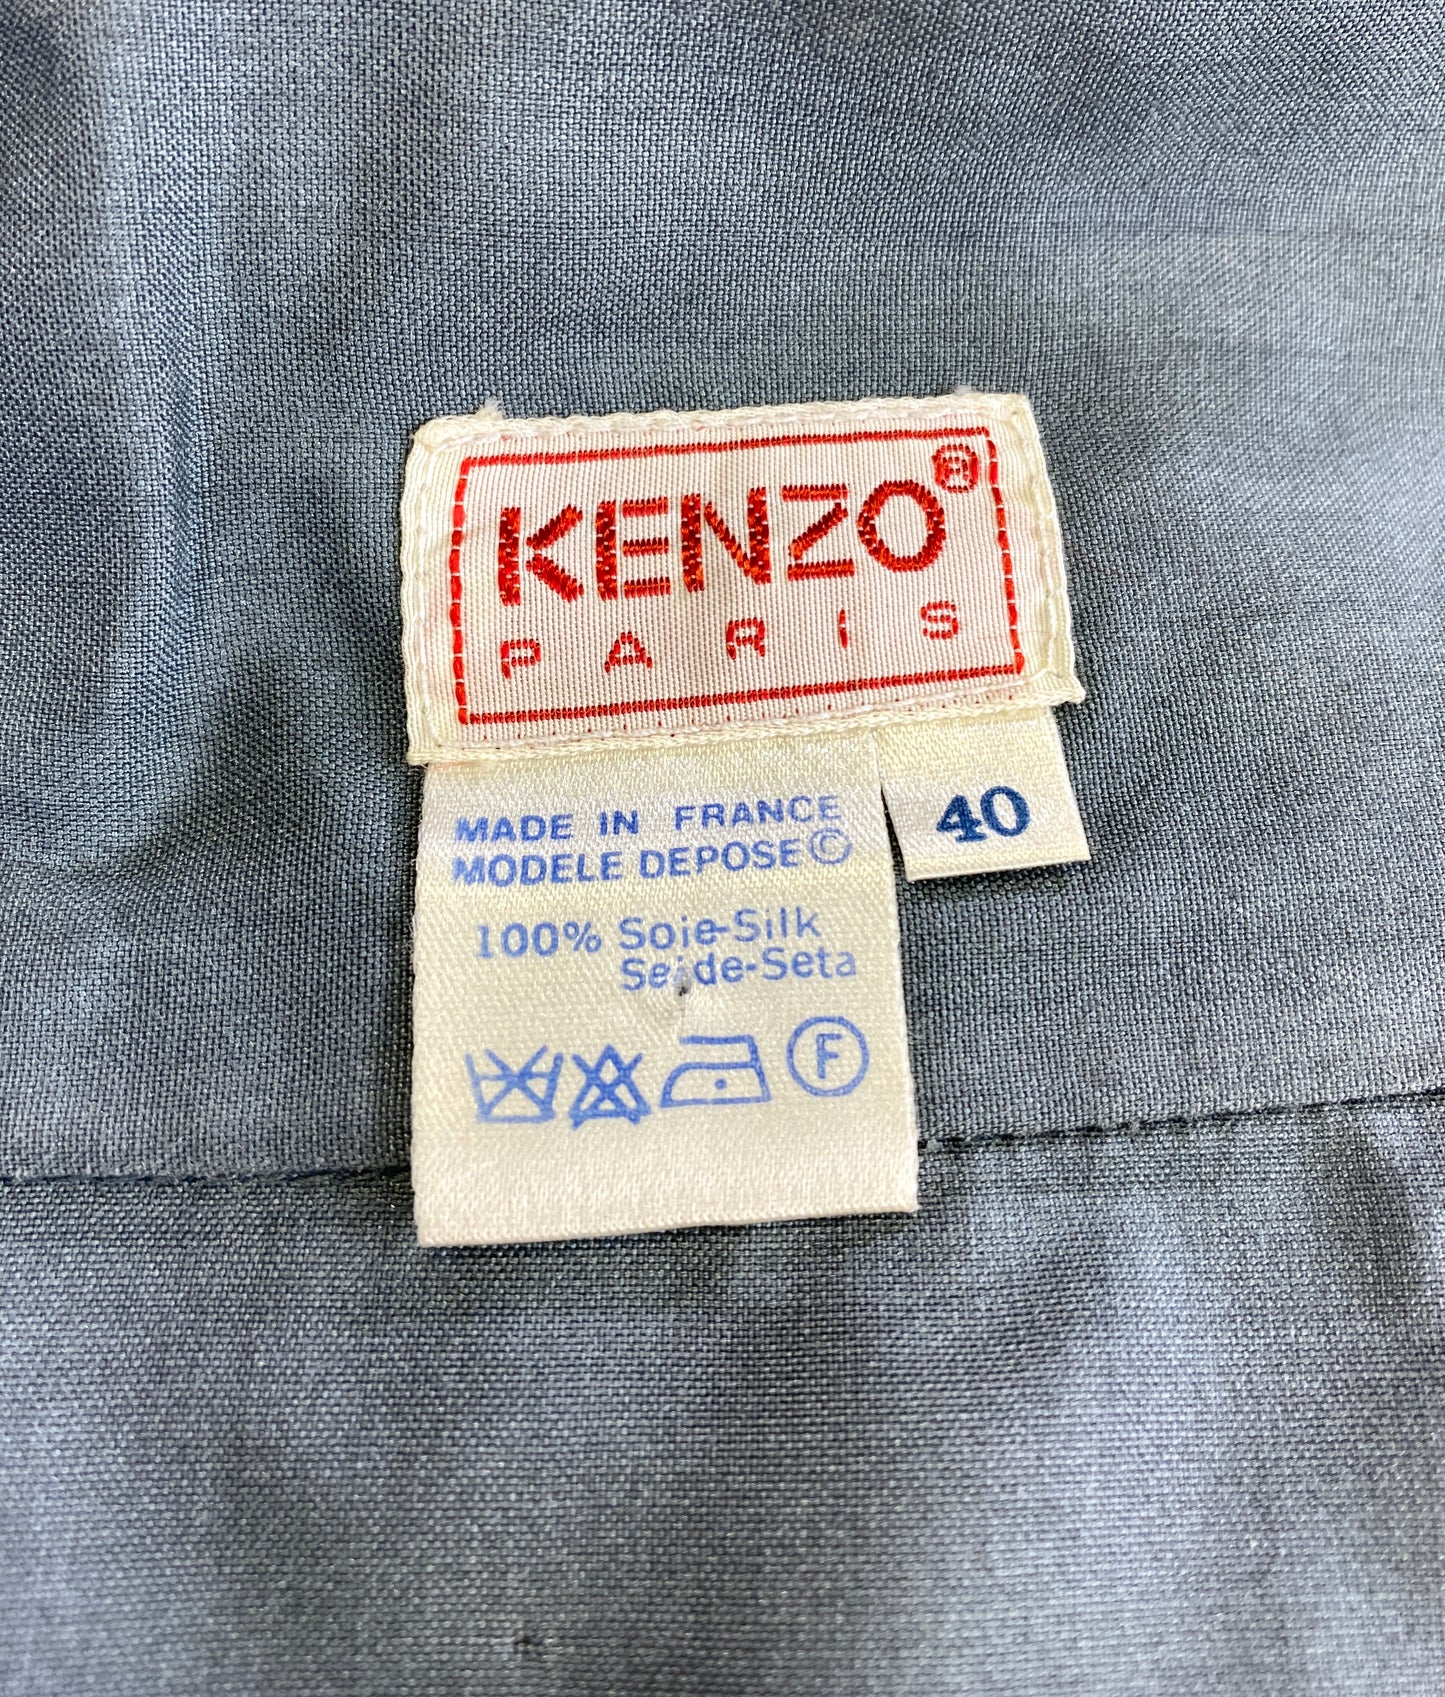 KENZO®
PARIS
MADE IN FRANCE
MODELE DEPOSE©
40
100% Soie-Silk
Seide-Seta
F